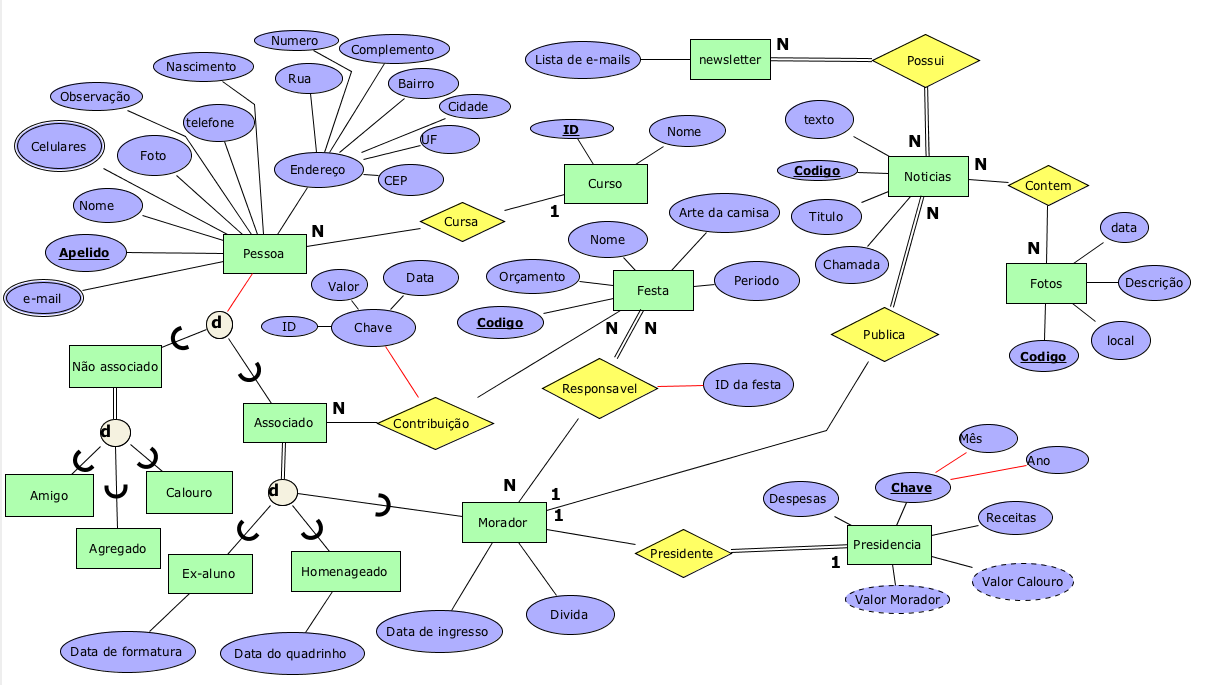 Numero
Complemento
N
Lista de e-mails
newsletter
Possui
Nascimento
Rua
Bairro
Observação
Cidade
telefone
texto
ID
Nome
UF
N
Celulares
Foto
Endereço
CEP
Codigo
Noticias
N
Contem
Curso
Nome
1
Arte da camisa
Titulo
N
N
Cursa
data
Apelido
Pessoa
Nome
N
Chamada
e-mail
Valor
Data
Orçamento
Festa
Periodo
Fotos
Descrição
d
ID
Chave
Codigo
N
N
Publica
local
Codigo
Não associado
Responsavel
ID da festa
N
Associado
Contribuição
d
Mês
Ano
d
N
1
Chave
Amigo
Calouro
Despesas
Morador
1
Receitas
Agregado
Presidente
Presidencia
1
Ex-aluno
Homenageado
Valor Calouro
Valor Morador
Divida
Data de ingresso
Data de formatura
Data do quadrinho